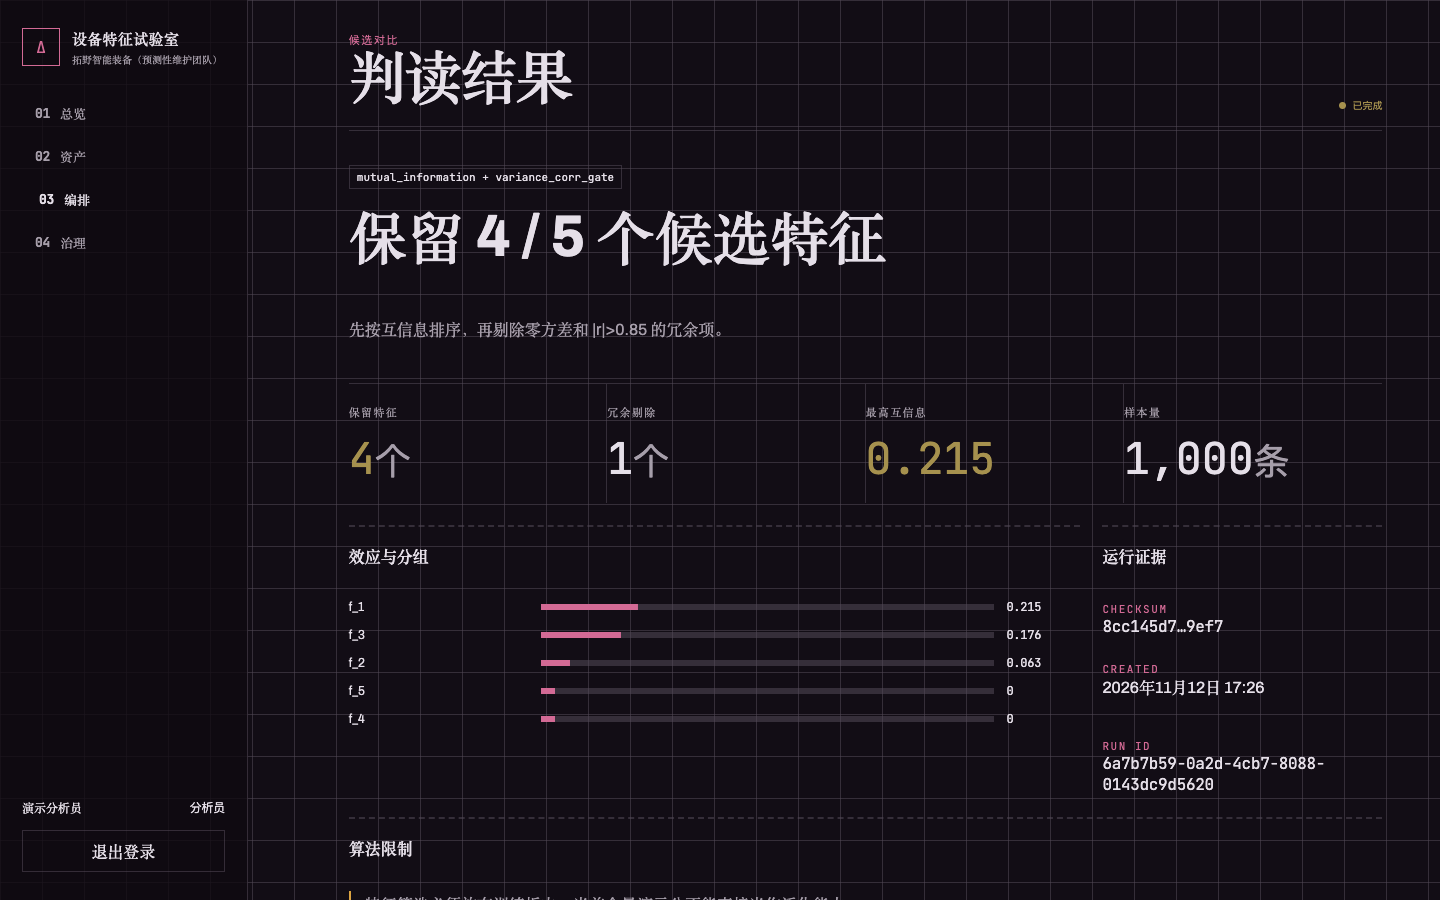 Δ
设备特征试验室
拓野智能装备（预测性维护团队）
01 总览
02 资产
03 编排
04 治理
演示分析员 分析员
退出登录
候选对比
判读结果
已完成
mutual_information + variance_corr_gate
保留 4 / 5 个候选特征
先按互信息排序，再剔除零方差和 |r|>0.85 的冗余项。
保留特征
4个
冗余剔除
1个
最高互信息
0.215
样本量
1,000条
效应与分组
f_1 0.215
f_3 0.176
f_2 0.063
f_5 0
f_4 0
运行证据
CHECKSUM
8cc145d7…9ef7
CREATED
2026年11月12日 17:26
RUN ID
6a7b7b59-0a2d-4cb7-8088-
0143dc9d5620
算法限制